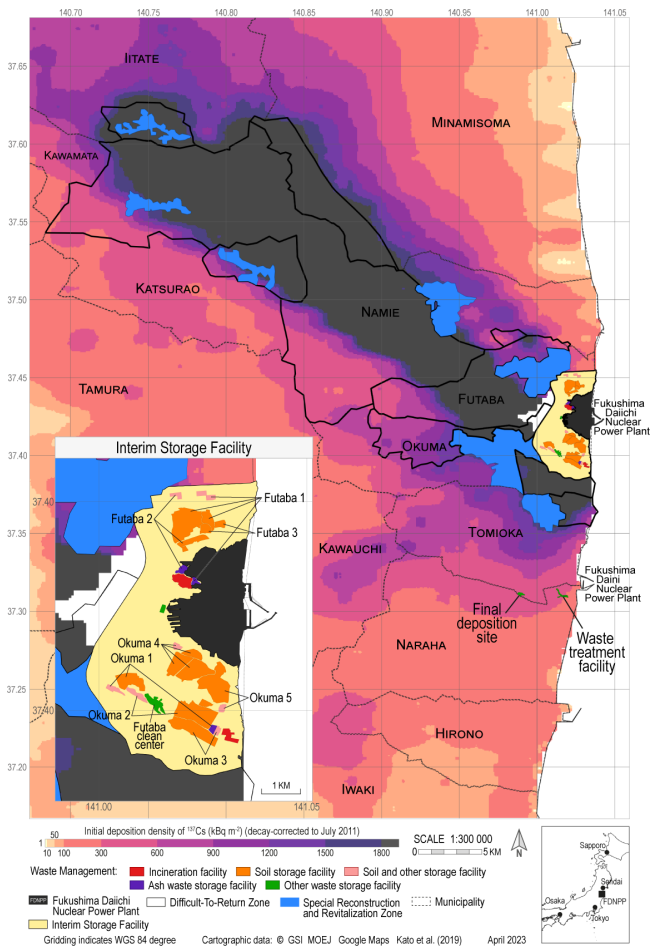 140.70 140.75 140.80 140.85 140.90 140.95 141.00 141.05
37.65
37.60
37.55
37.50
37.45
37.40
37.35
37.30
37.25
37.20
IITATE
MINAMISOMA
KAWAMATA
KATSURAO
NAMIE
TAMURA
FUTABA
Fukushima
Daiichi
Nuclear
Power Plant
OKUMA
TOMIOKA
KAWAUCHI
Fukushima
Daini
Nuclear
Power Plant
Final
deposition
site
Waste
treatment
facility
NARAHA
HIRONO
IWAKI
Interim Storage Facility
37.40
Futaba 1
Futaba 2
Futaba 3
Okuma 4
Okuma 1
Okuma 5
Okuma 2
Futaba
clean
center
Okuma 3
37.40
1 KM
141.00 141.05
Initial deposition density of ¹³⁷Cs (kBq m⁻²) (decay-corrected to July 2011)
1 50
10 100 300 600 900 1200 1500 1800
SCALE 1:300 000
0 5 KM
N
Waste Management:
Incineration facility
Soil storage facility
Soil and other storage facility
Ash waste storage facility
Other waste storage facility
FDNPP
Fukushima Daiichi
Nuclear Power Plant
Difficult-To-Return Zone
Special Reconstruction
and Revitalization Zone
Municipality
Interim Storage Facility
Gridding indicates WGS 84 degree
Cartographic data: © GSI MOEJ Google Maps Kato et al. (2019)
April 2023
Sapporo
Sendai
FDNPP
Osaka
Tokyo